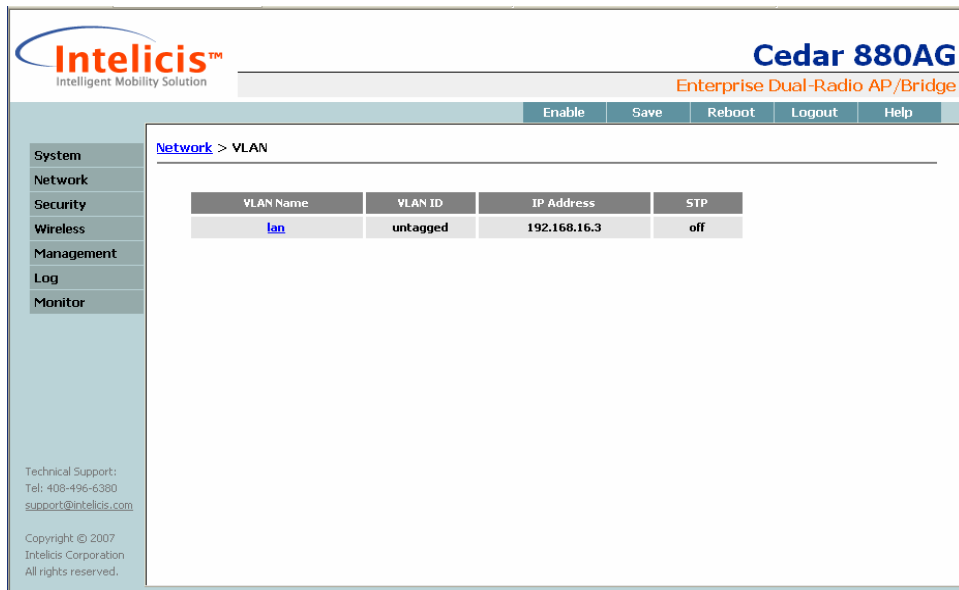 Intelicis™
Intelligent Mobility Solution
Cedar 880AG
Enterprise Dual-Radio AP/Bridge
Enable Save Reboot Logout Help
System
Network
Security
Wireless
Management
Log
Monitor
Network > VLAN
VLAN Name VLAN ID IP Address STP
lan untagged 192.168.16.3 off
Technical Support:
Tel: 408-496-6380
support@intelicis.com
Copyright © 2007
Intelicis Corporation
All rights reserved.